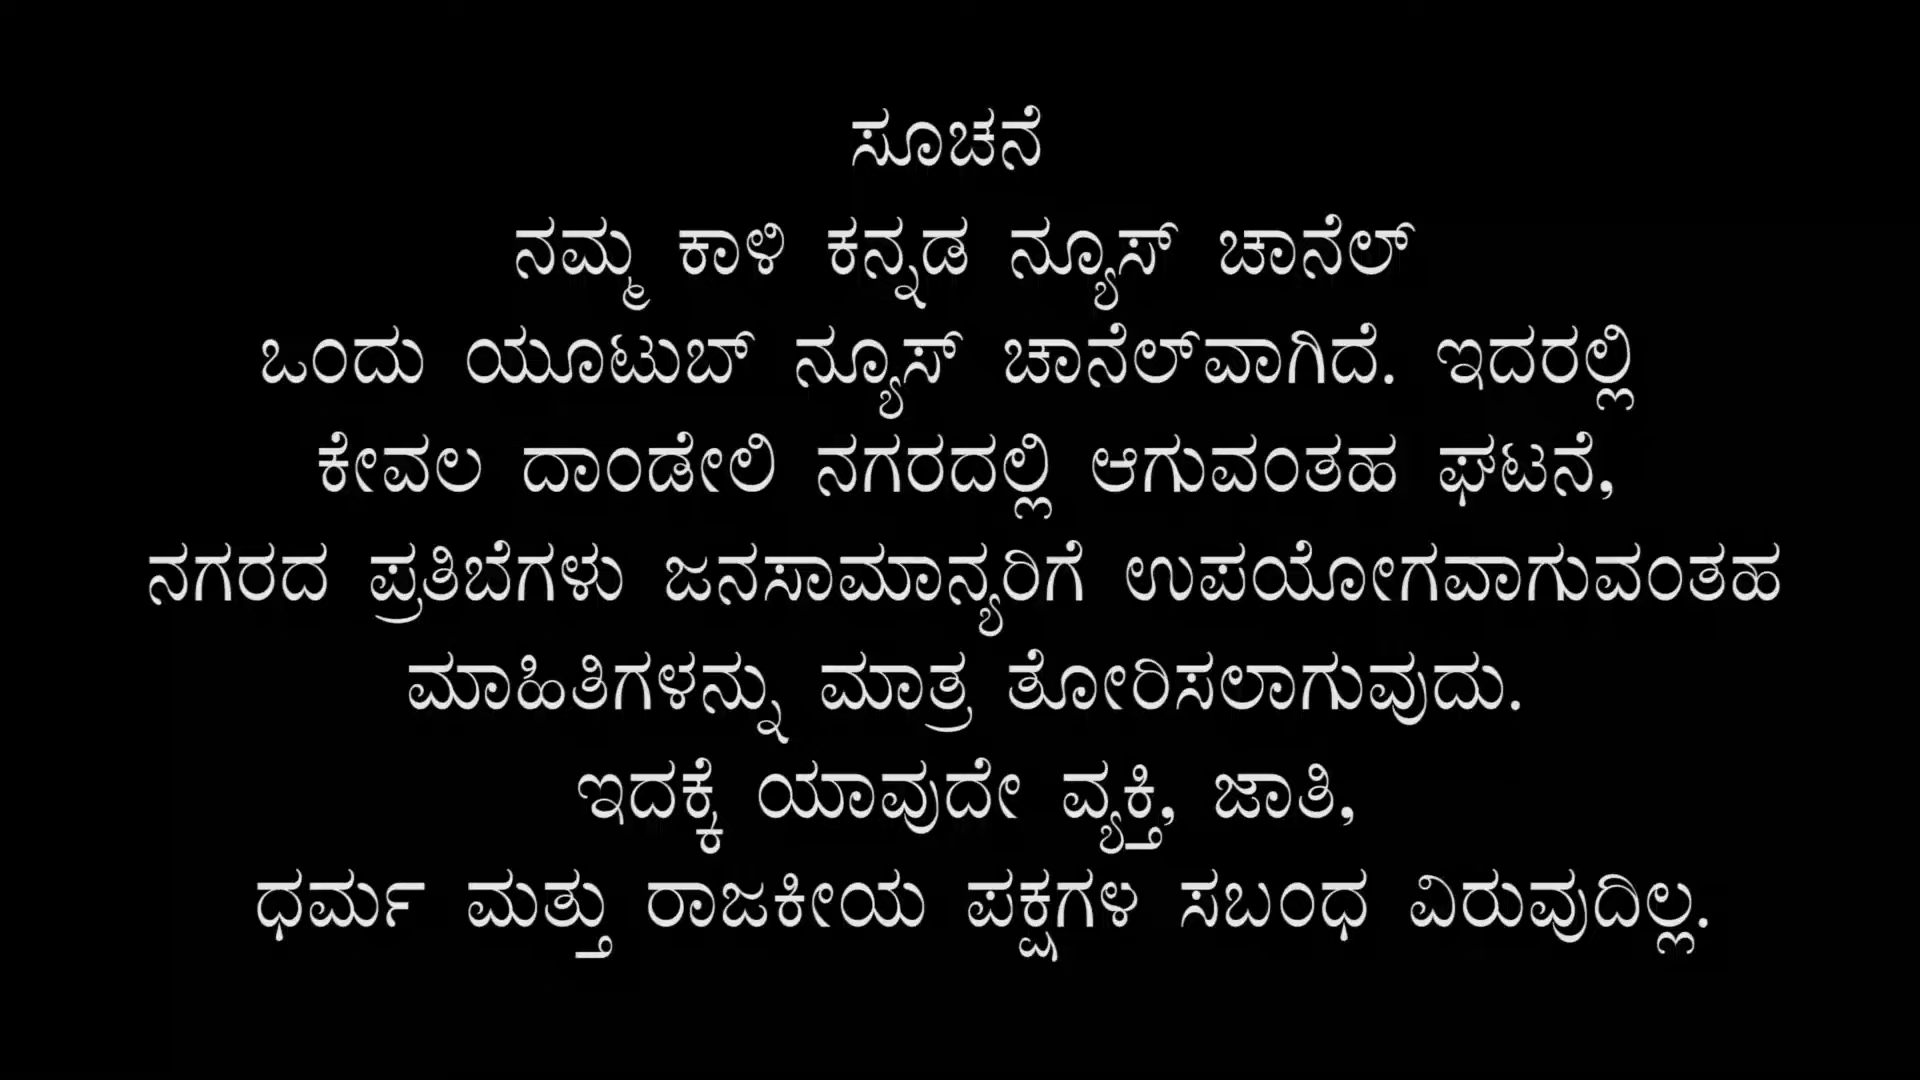 ಸೂಚನೆ
ನಮ್ಮ ಕಾಳಿ ಕನ್ನಡ ನ್ಯೂಸ್ ಚಾನೆಲ್
ಒಂದು ಯೂಟುಬ್ ನ್ಯೂಸ್ ಚಾನೆಲ್‌ವಾಗಿದೆ. ಇದರಲ್ಲಿ
ಕೇವಲ ದಾಂಡೇಲಿ ನಗರದಲ್ಲಿ ಆಗುವಂತಹ ಘಟನೆ,
ನಗರದ ಪ್ರತಿಬೆಗಳು ಜನಸಾಮಾನ್ಯರಿಗೆ ಉಪಯೋಗವಾಗುವಂತಹ
ಮಾಹಿತಿಗಳನ್ನು ಮಾತ್ರ ತೋರಿಸಲಾಗುವುದು.
ಇದಕ್ಕೆ ಯಾವುದೇ ವ್ಯಕ್ತಿ, ಜಾತಿ,
ಧರ್ಮ ಮತ್ತು ರಾಜಕೀಯ ಪಕ್ಷಗಳ ಸಬಂಧ ವಿರುವುದಿಲ್ಲ.